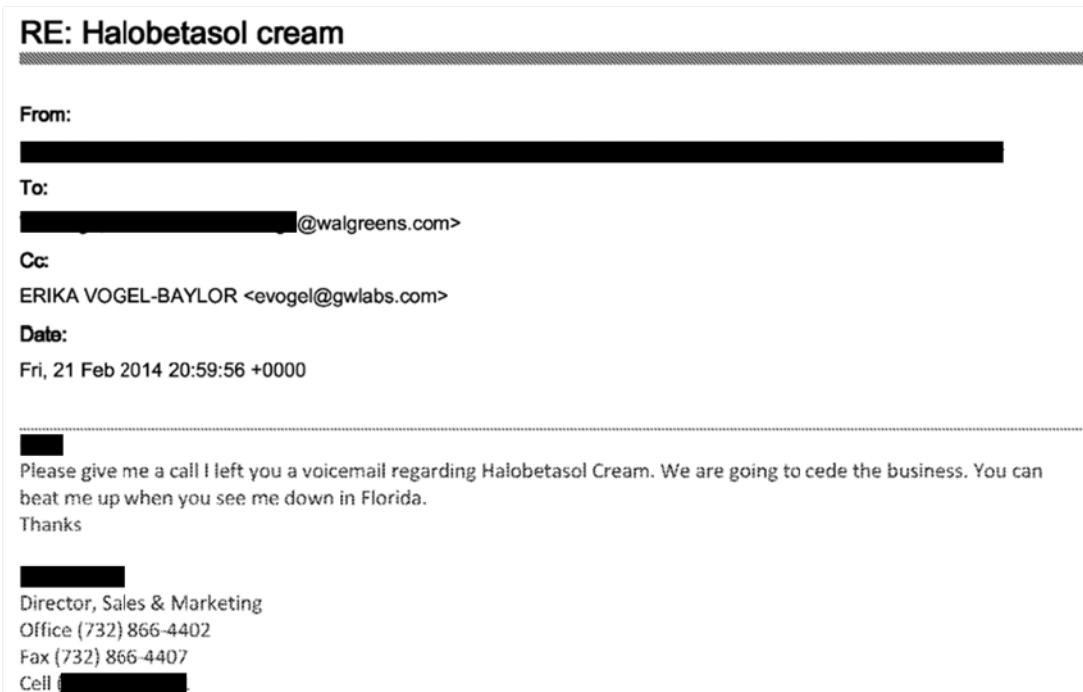 RE: Halobetasol cream
From:
To:
@walgreens.com>
Cc:
ERIKA VOGEL-BAYLOR <evogel@gwlabs.com>
Date:
Fri, 21 Feb 2014 20:59:56 +0000
Please give me a call I left you a voicemail regarding Halobetasol Cream. We are going to cede the business. You can
beat me up when you see me down in Florida.
Thanks
Director, Sales & Marketing
Office (732) 866-4402
Fax (732) 866-4407
Cell (